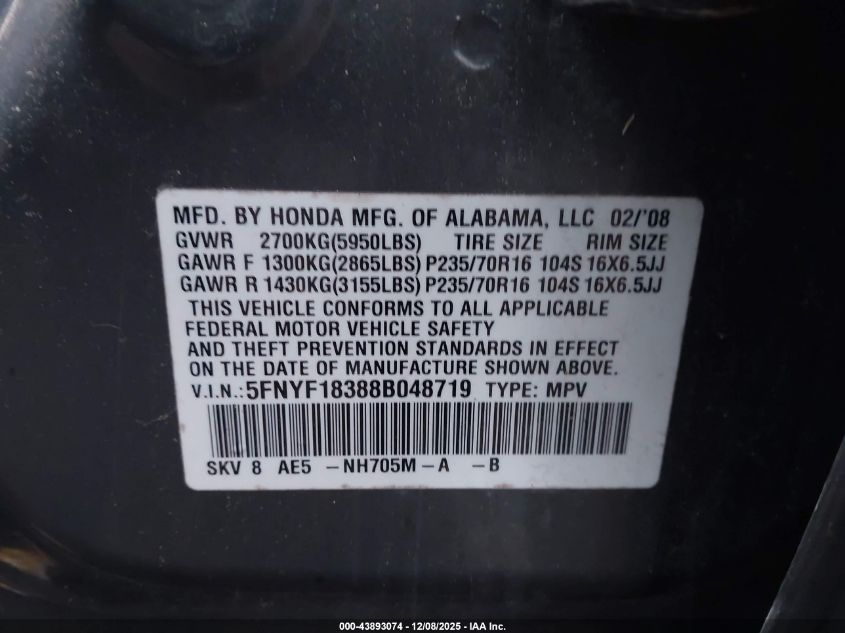 MFD. BY HONDA MFG. OF ALABAMA, LLC 02/'08
GVWR 2700KG(5950LBS) TIRE SIZE RIM SIZE
GAWR F 1300KG(2865LBS) P235/70R16 104S 16X6.5JJ
GAWR R 1430KG(3155LBS) P235/70R16 104S 16X6.5JJ
THIS VEHICLE CONFORMS TO ALL APPLICABLE
FEDERAL MOTOR VEHICLE SAFETY
AND THEFT PREVENTION STANDARDS IN EFFECT
ON THE DATE OF MANUFACTURE SHOWN ABOVE.
V.I.N.:5FNYF18388B048719 TYPE: MPV
SKV 8 AE5 -NH705M-A -B
000-43893074 - 12/08/2025 - IAA Inc.